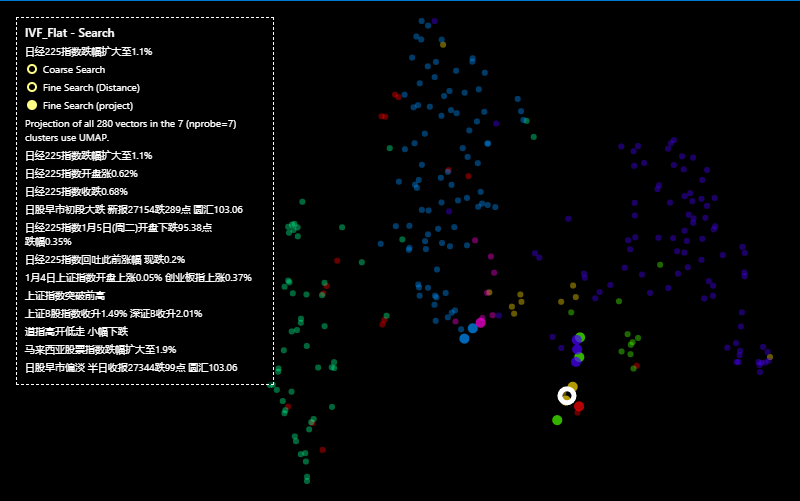 IVF_Flat - Search
日经225指数跌幅扩大至1.1%
Coarse Search
Fine Search (Distance)
Fine Search (project)
Projection of all 280 vectors in the 7 (nprobe=7)
clusters use UMAP.
日经225指数跌幅扩大至1.1%
日经225指数开盘涨0.62%
日经225指数收跌0.68%
日股早市初段大跌 新报27154跌289点 圆汇103.06
日经225指数1月5日(周二)开盘下跌95.38点
跌幅0.35%
日经225指数回吐此前涨幅 现跌0.2%
1月4日上证指数开盘上涨0.05% 创业板指上涨0.37%
上证指数突破前高
上证B股指数收升1.49% 深证B收升2.01%
道指高开低走 小幅下跌
马来西亚股票指数跌幅扩大至1.9%
日股早市偏淡 半日收报27344跌99点 圆汇103.06